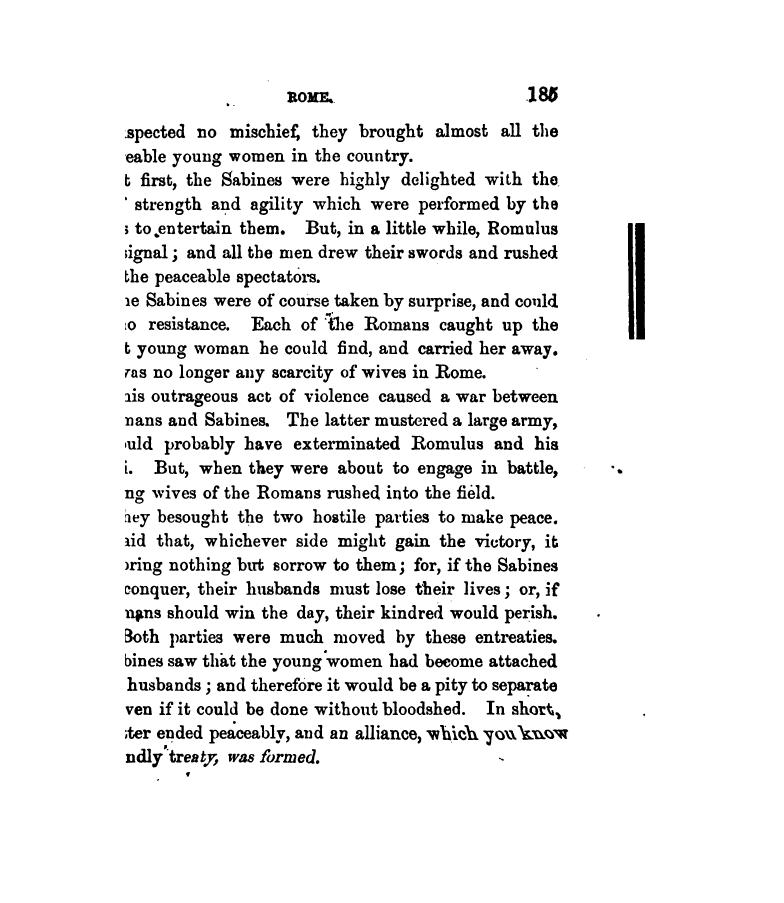 ROME. 185
spected no mischief, they brought almost all the
eable young women in the country.
t first, the Sabines were highly delighted with the
strength and agility which were performed by the
s to entertain them. But, in a little while, Romulus
signal; and all the men drew their swords and rushed
the peaceable spectators.
he Sabines were of course taken by surprise, and could
no resistance. Each of the Romans caught up the
t young woman he could find, and carried her away.
was no longer any scarcity of wives in Rome.
his outrageous act of violence caused a war between
mans and Sabines. The latter mustered a large army,
ould probably have exterminated Romulus and his
. But, when they were about to engage in battle,
ng wives of the Romans rushed into the field.
hey besought the two hostile parties to make peace.
aid that, whichever side might gain the victory, it
bring nothing but sorrow to them; for, if the Sabines
conquer, their husbands must lose their lives; or, if
mans should win the day, their kindred would perish.
Both parties were much moved by these entreaties.
bines saw that the young women had become attached
husbands; and therefore it would be a pity to separate
ven if it could be done without bloodshed. In short,
ter ended peaceably, and an alliance, which you know
ndly treaty, was formed.